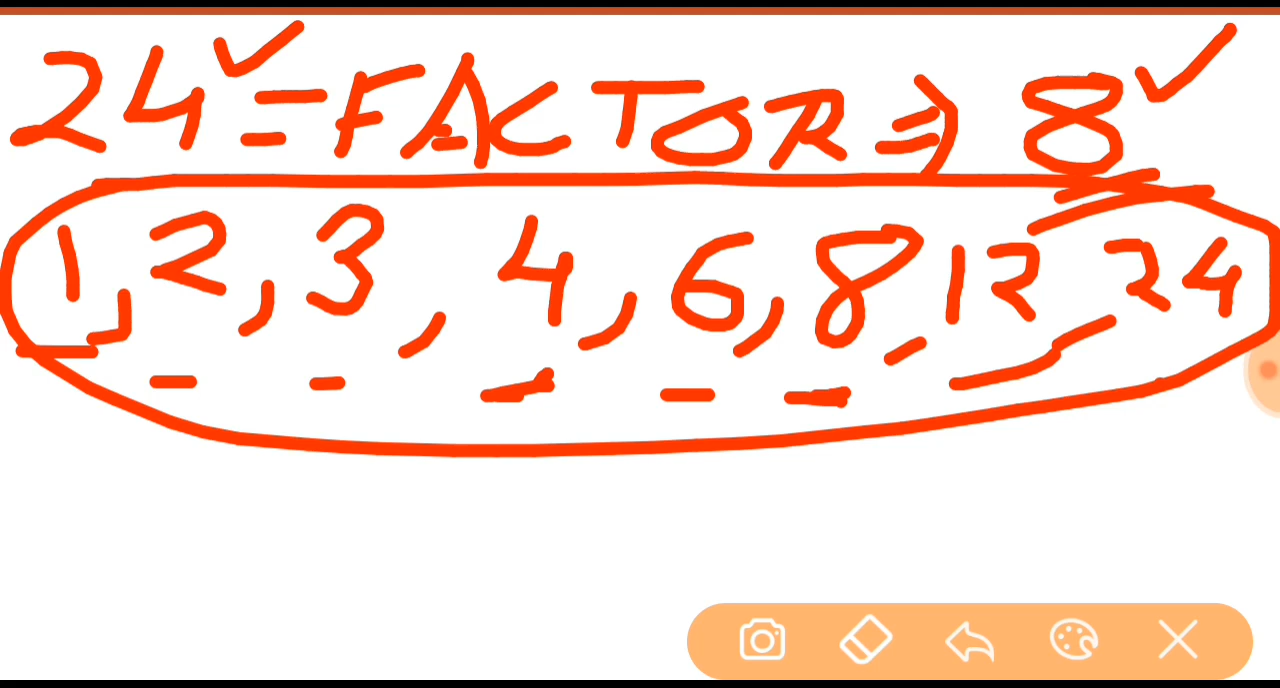 24 = FACTOR ⇒ 8
1, 2, 3, 4, 6, 8, 12, 24